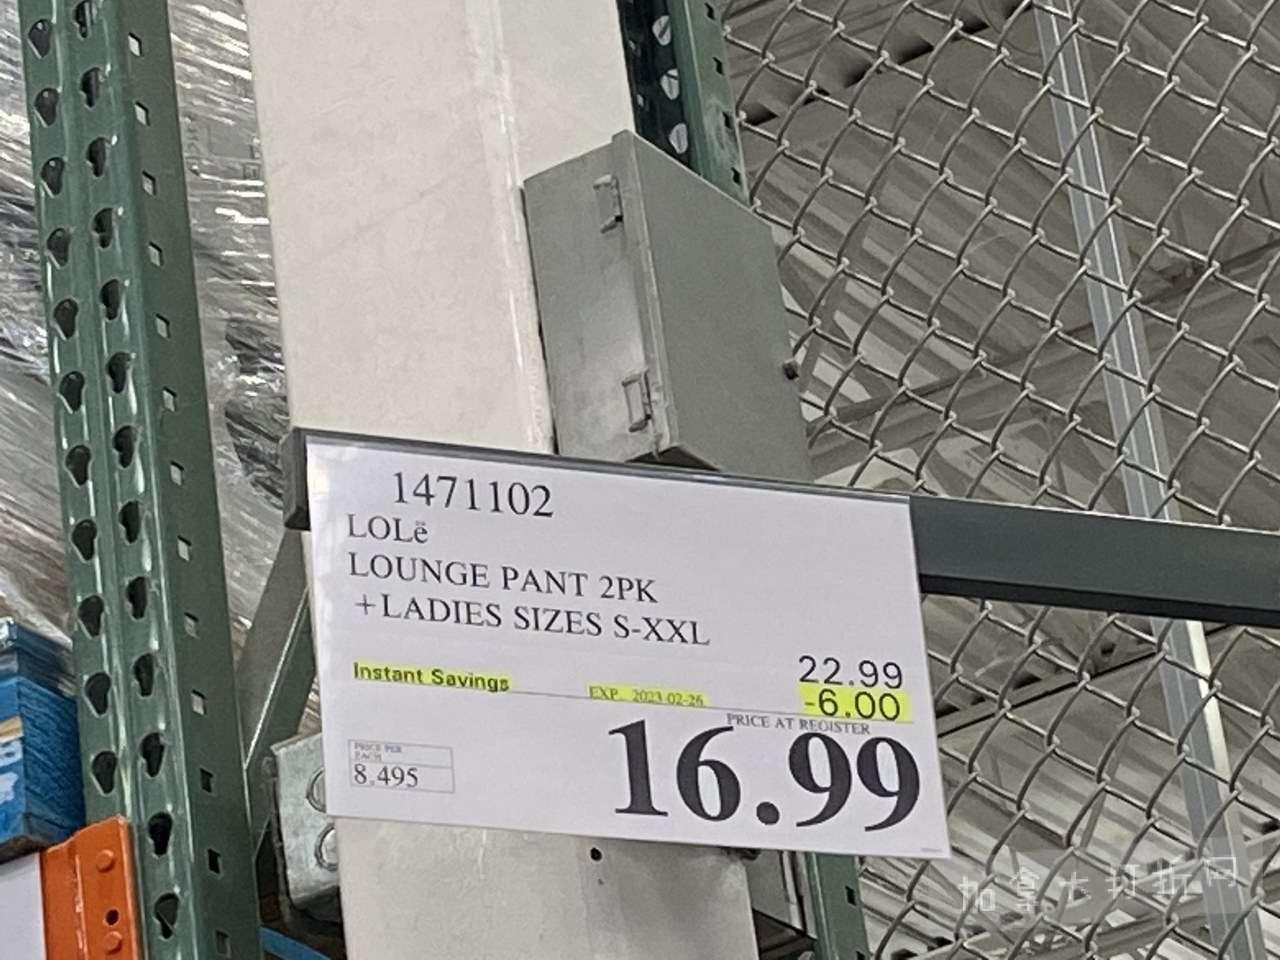 1471102
LOLë
LOUNGE PANT 2PK
+LADIES SIZES S-XXL
22.99
Instant Savings EXP. 2023-02-26 -6.00
PRICE AT REGISTER
16.99
PRICE PER
EACH
8.495
加拿大打折网